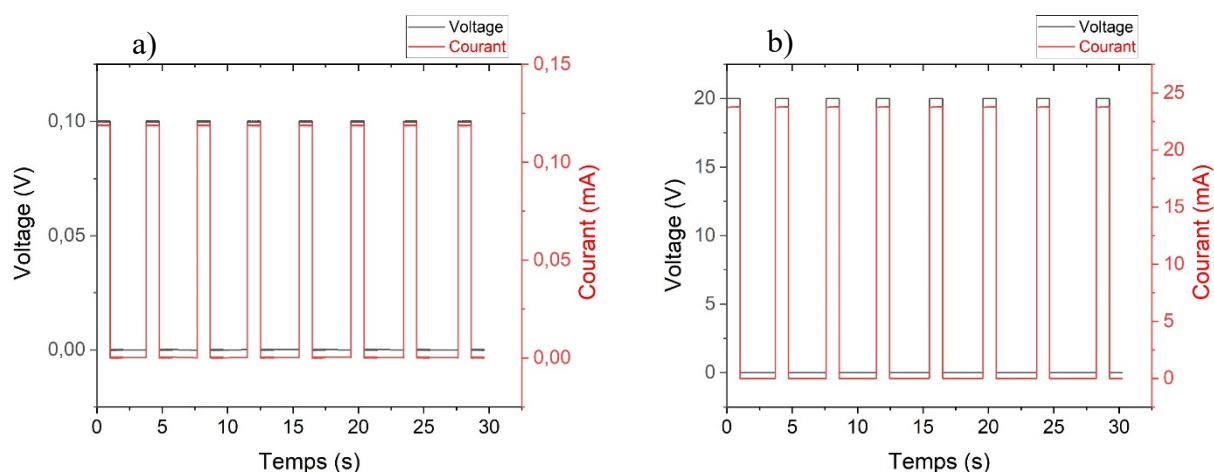 a)
Voltage
Courant
0,10
0,05
0,00
Voltage (V)
0,15
0,10
0,05
0,00
Courant (mA)
0 5 10 15 20 25 30
Temps (s)
b)
Voltage
Courant
20
15
10
5
0
Voltage (V)
25
20
15
10
5
0
Courant (mA)
0 5 10 15 20 25 30
Temps (s)